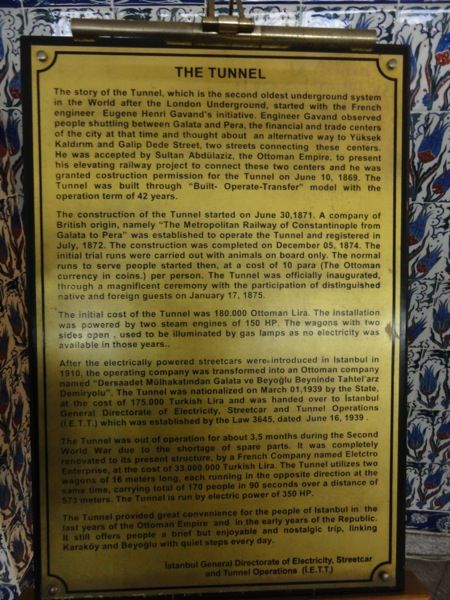 THE TUNNEL
The story of the Tunnel, which is the second oldest underground system
in the World after the London Underground, started with the French
engineer Eugene Henri Gavand's initiative. Engineer Gavand observed
people shuttling between Galata and Pera, the financial and trade centers
of the city at that time and thought about an alternative way to Yüksek
Kaldırım and Galip Dede Street, two streets connecting these centers.
He was accepted by Sultan Abdülaziz, the Ottoman Empire, to present
his elevating railway project to connect these two centers and he was
granted costruction permission for the Tunnel on June 10, 1869. The
Tunnel was built through "Built- Operate-Transfer" model with the
operation term of 42 years.
The construction of the Tunnel started on June 30,1871. A company of
British origin, namely "The Metropolitan Railway of Constantinople from
Galata to Pera" was established to operate the Tunnel and registered in
July, 1872. The construction was completed on December 05, 1874. The
initial trial runs were carried out with animals on board only. The normal
runs to serve people started then, at a cost of 10 para (The Ottoman
currency in coins.) per person. The Tunnel was officially inaugurated,
through a magnificent ceremony with the participation of distinguished
native and foreign guests on January 17, 1875.
The initial cost of the Tunnel was 180.000 Ottoman Lira. The installation
was powered by two steam engines of 150 HP. The wagons with two
sides open , used to be illuminated by gas lamps as no electricity was
available in those years..
After the electrically powered streetcars were introduced in Istanbul in
1910, the operating company was transformed into an Ottoman company
named "Dersaadet Mülhakatından Galata ve Beyoğlu Beyninde Tahtel'arz
Demiryolu". The Tunnel was nationalized on March 01,1939 by the State,
at the cost of 175.000 Turkish Lira and was handed over to İstanbul
General Directorate of Electricity, Streetcar and Tunnel Operations
(İ.E.T.T.) which was established by the Law 3645, dated June 16, 1939 .
The Tunnel was out of operation for about 3,5 months during the Second
World War due to the shortage of spare parts. It was completely
renovated to its present structure, by a French Company named Eletctro
Enterprise, at the cost of 33.000.000 Turkish Lira. The Tunnel utilizes two
wagons of 16 meters long, each running in the opposite direction at the
same time, carrying total of 170 people in 90 seconds over a distance of
573 meters. The Tunnel is run by electric power of 350 HP.
The Tunnel provided great convenience for the people of Istanbul in the
last years of the Ottoman Empire and in the early years of the Republic.
It still offers people a brief but enjoyable and nostalgic trip, linking
Karaköy and Beyoğlu with quiet steps every day.
İstanbul General Directorate of Electricity, Streetcar
and Tunnel Operations (İ.E.T.T.)